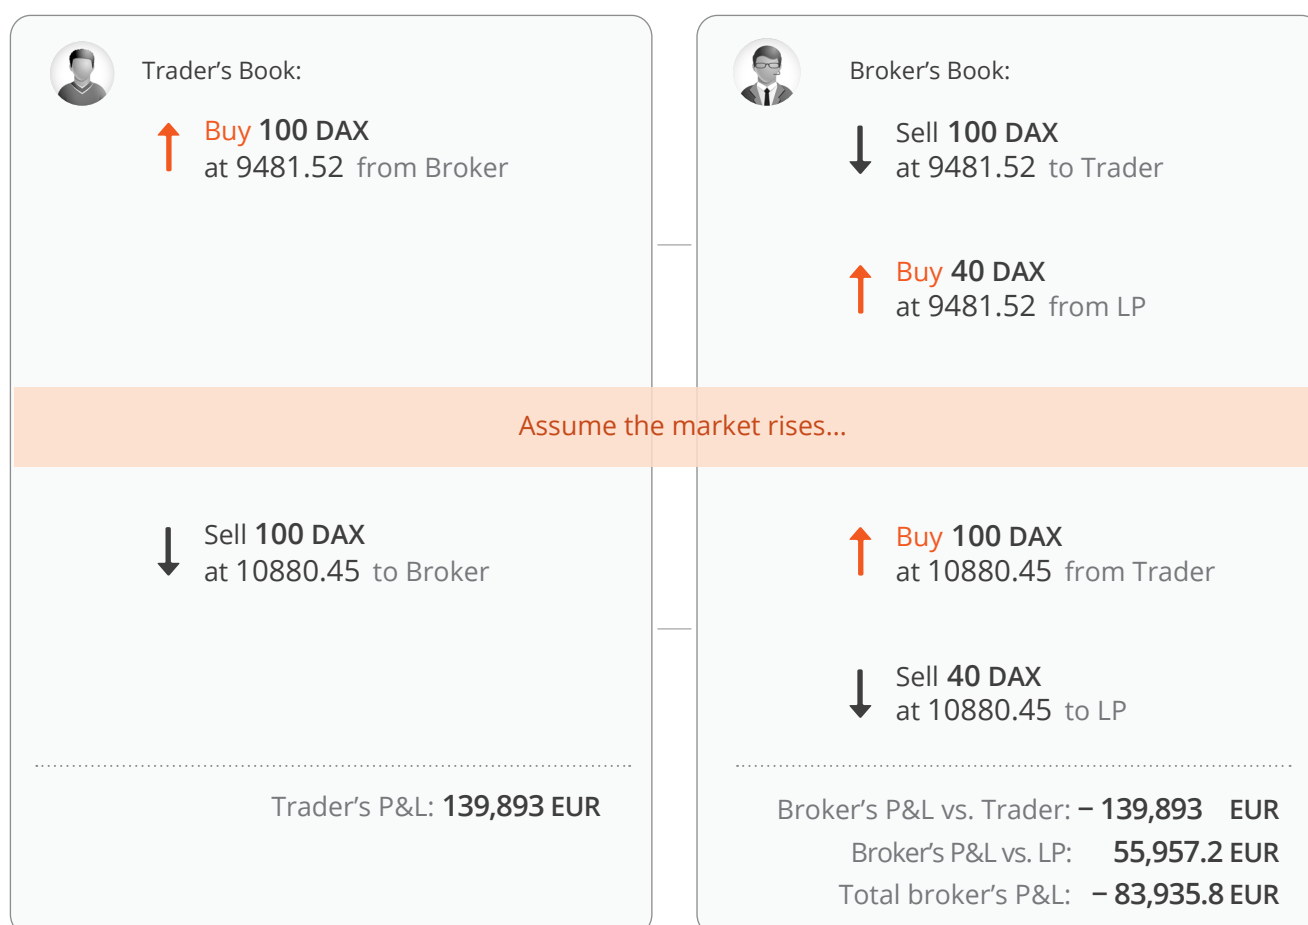 Trader’s Book:
Buy 100 DAX
at 9481.52 from Broker
Broker’s Book:
Sell 100 DAX
at 9481.52 to Trader
Buy 40 DAX
at 9481.52 from LP
Assume the market rises...
Sell 100 DAX
at 10880.45 to Broker
Buy 100 DAX
at 10880.45 from Trader
Sell 40 DAX
at 10880.45 to LP
Trader’s P&L: 139,893 EUR
Broker’s P&L vs. Trader: – 139,893 EUR
Broker’s P&L vs. LP: 55,957.2 EUR
Total broker’s P&L: – 83,935.8 EUR